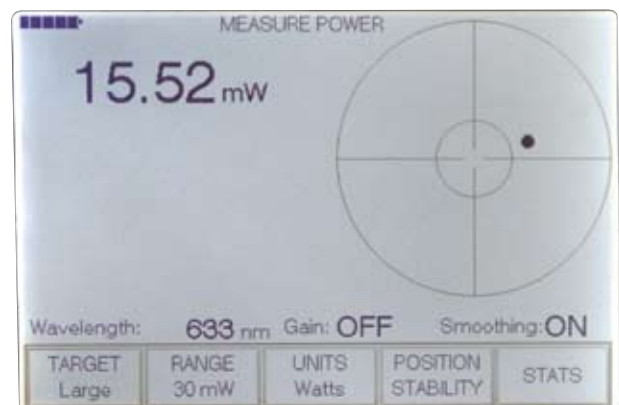 MEASURE POWER
15.52 mW
Wavelength: 633 nm Gain: OFF Smoothing: ON
TARGET Large
RANGE 30 mW
UNITS Watts
POSITION STABILITY
STATS